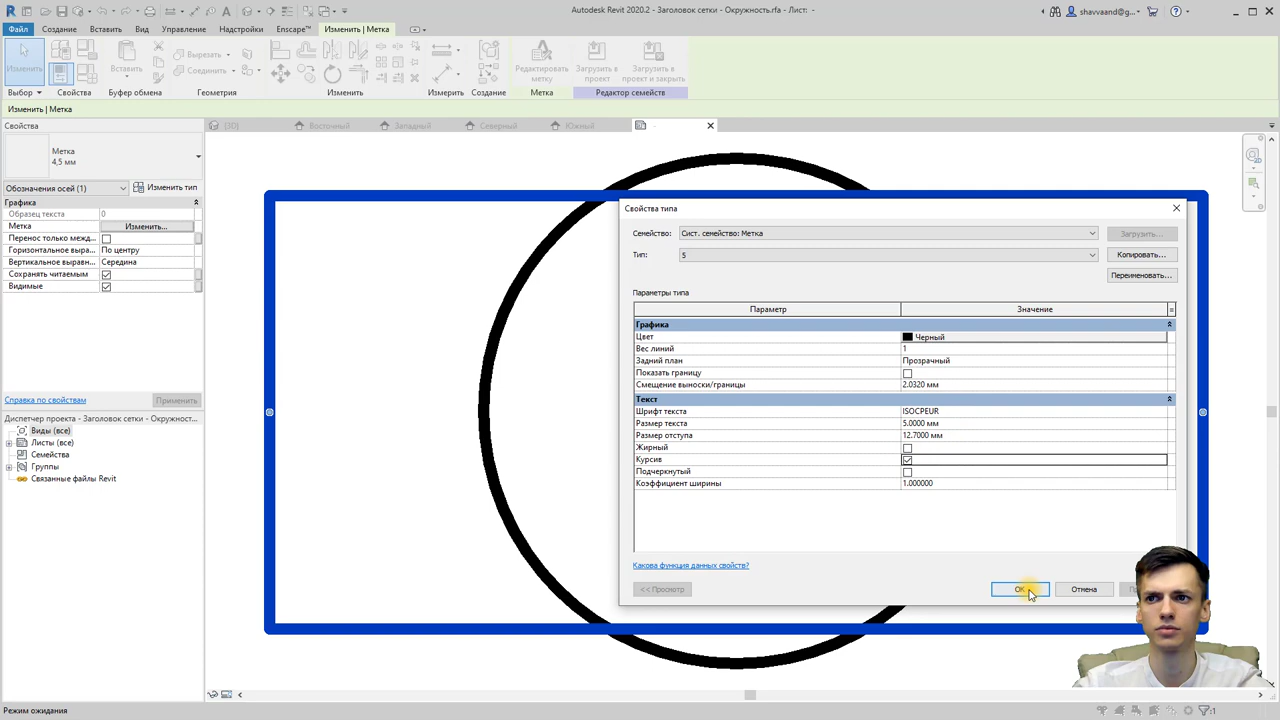 Autodesk Revit 2020.2 - Заголовок сетки - Окружность.rfa - Лист: -
shavvaand@g...
Файл Создание Вставить Вид Управление Надстройки Enscape™ Изменить | Метка
Изменить
Вставить
Вырезать
Соединить
Редактировать метку
Загрузить в проект
Загрузить в проект и закрыть
Выбор Свойства Буфер обмена Геометрия Изменить Измерить Создание Метка Редактор семейств
Изменить | Метка
Свойства
{3D} Восточный Западный Северный Южный -
Метка
4,5 мм
Обозначения осей (1) Изменить тип
Графика
Образец текста 0
Метка Изменить...
Перенос только межд...
Горизонтальное выра... По центру
Вертикальное выравн... Середина
Сохранять читаемым
Видимые
Справка по свойствам Применить
Диспетчер проекта - Заголовок сетки - Окружност...
Виды (все)
Листы (все)
Семейства
Группы
Связанные файлы Revit
Свойства типа
Семейство: Сист. семейство: Метка Загрузить...
Тип: 5 Копировать...
Переименовать...
Параметры типа
Параметр Значение =
Графика
Цвет Черный
Вес линий 1
Задний план Прозрачный
Показать границу
Смещение выноски/границы 2.0320 мм
Текст
Шрифт текста ISOCPEUR
Размер текста 5.0000 мм
Размер отступа 12.7000 мм
Жирный
Курсив
Подчеркнутый
Коэффициент ширины 1.000000
Какова функция данных свойств?
<< Просмотр OK Отмена
Режим ожидания
:1